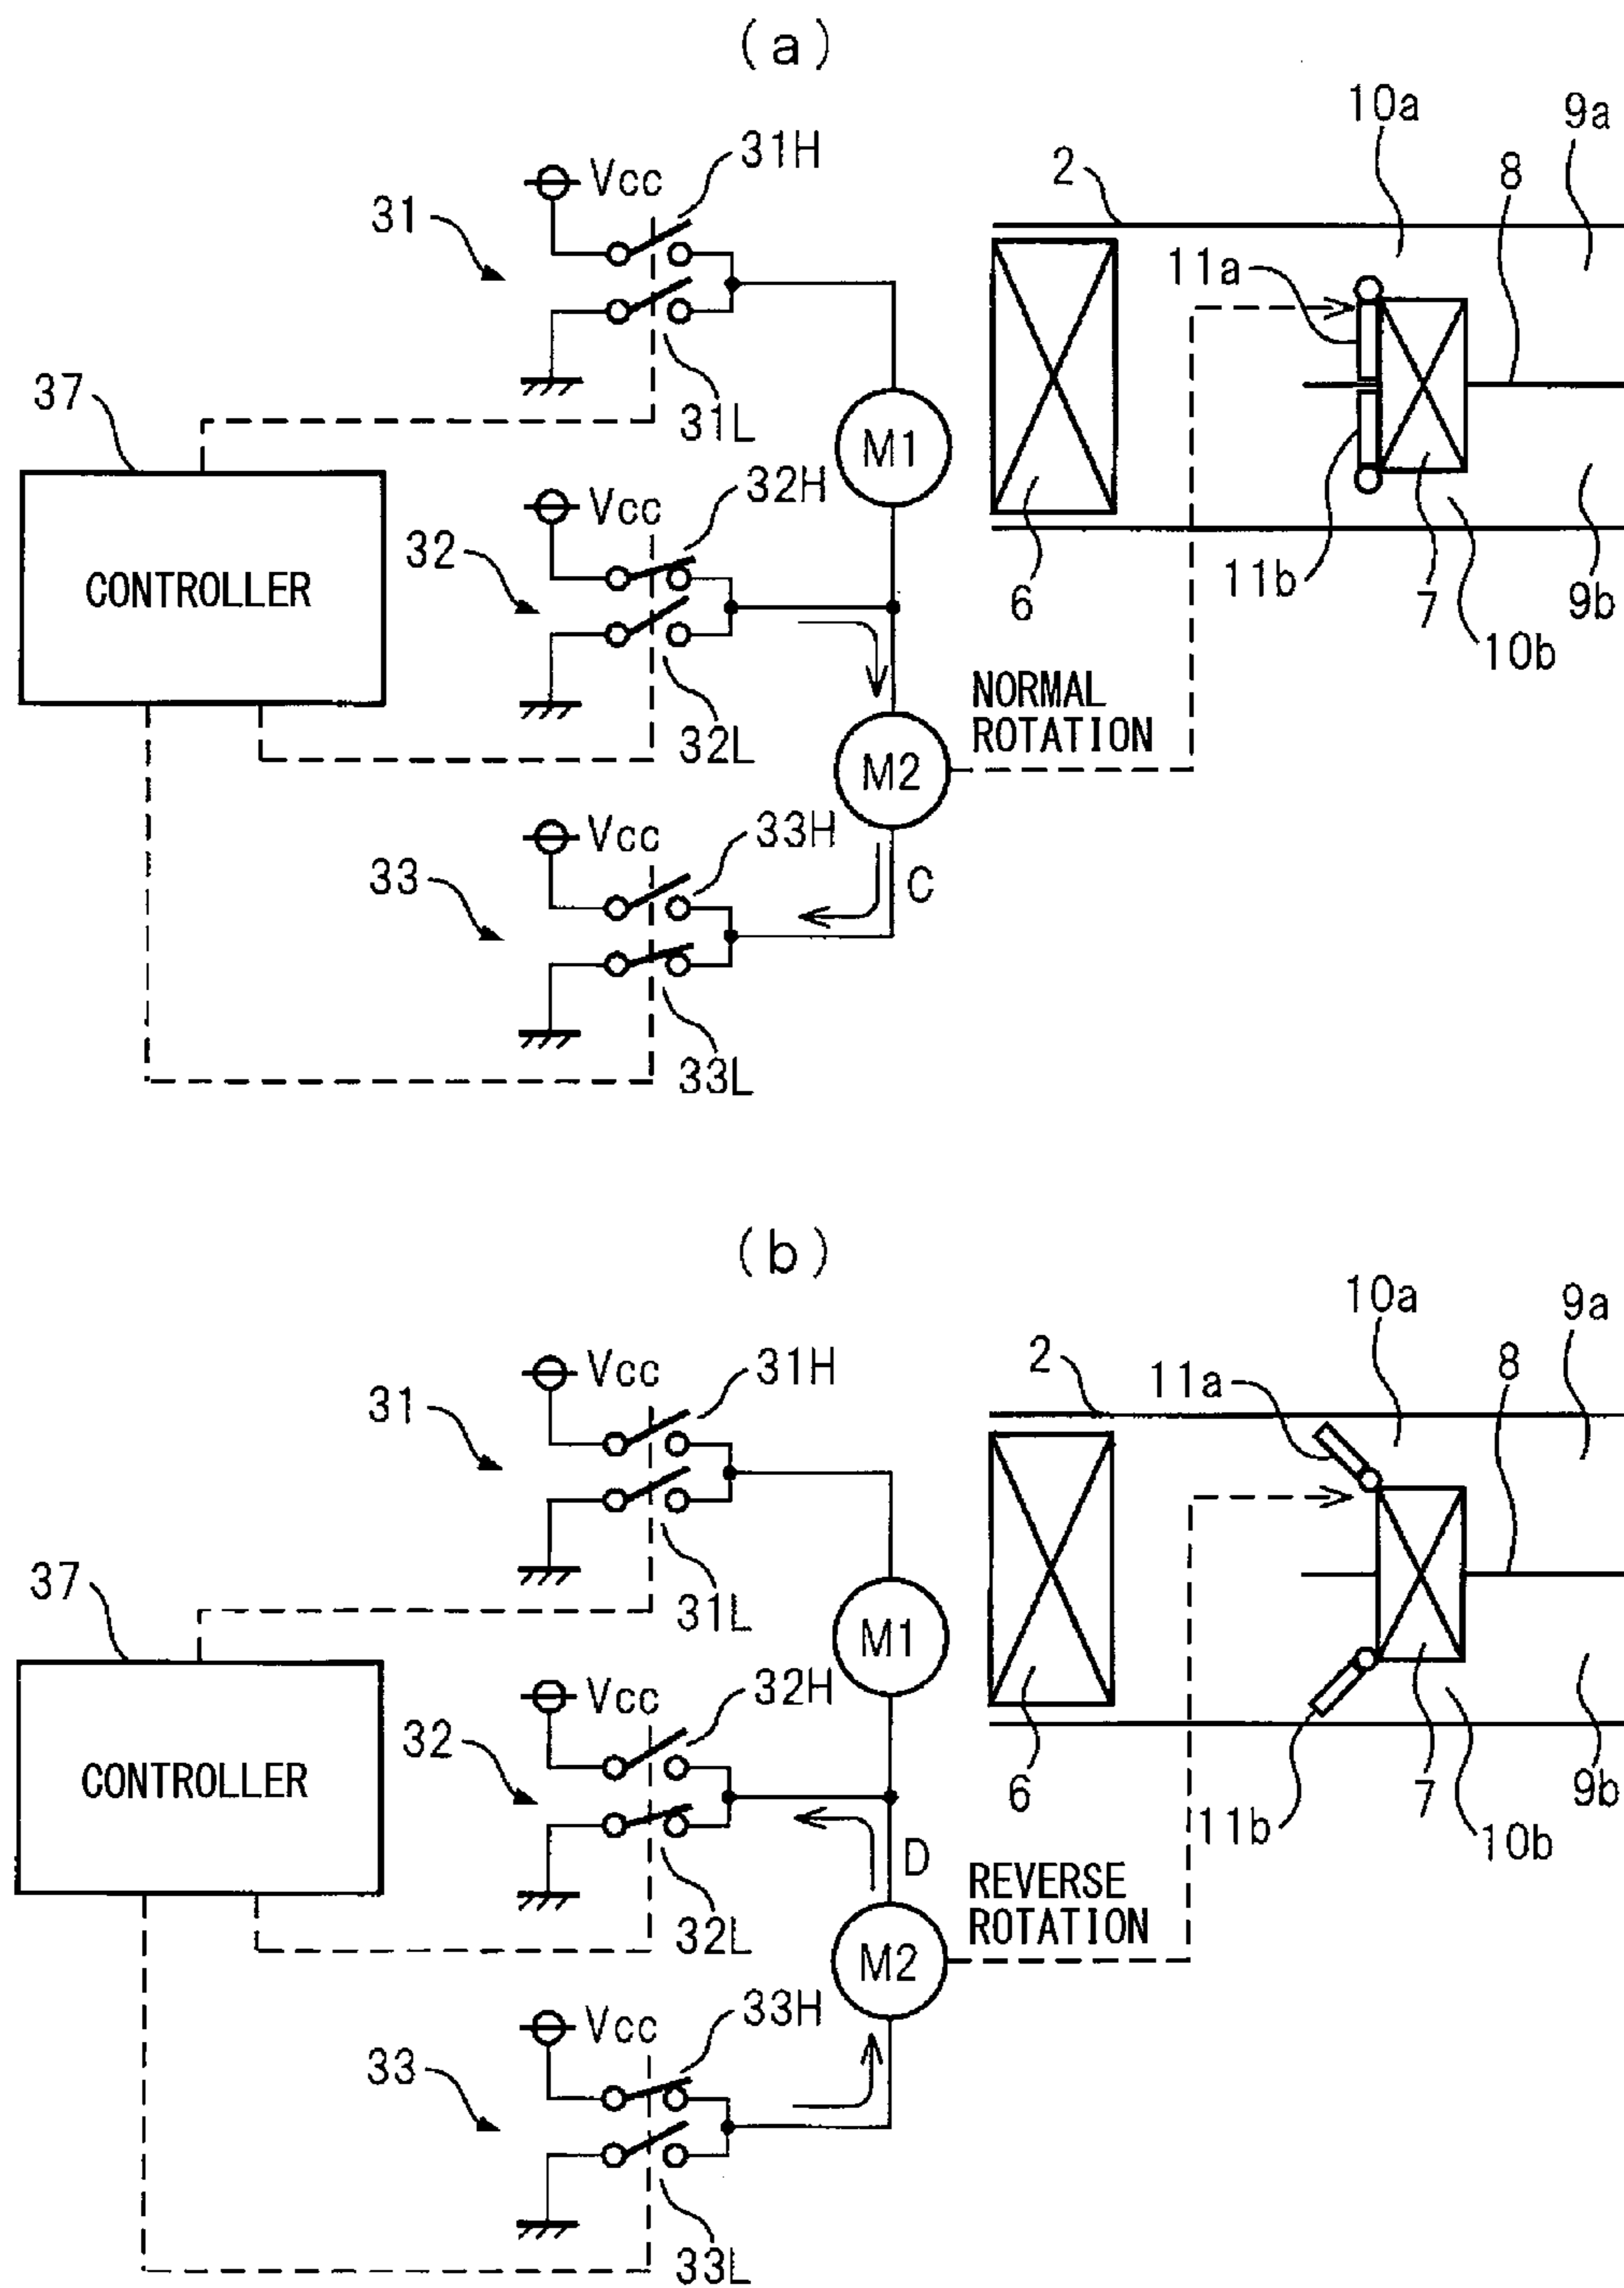 (a)
10a
9a
31H
Vcc
2
8
31
11a
37
31L
M1
32H
Vcc
32
CONTROLLER
11b
6
7
9b
10b
NORMAL
ROTATION
32L
M2
Vcc
33H
33
C
33L
(b)
10a
9a
31H
Vcc
2
8
11a
31
37
31L
M1
32H
Vcc
32
CONTROLLER
6
7
9b
11b
10b
D
REVERSE
ROTATION
32L
M2
33H
Vcc
33
33L